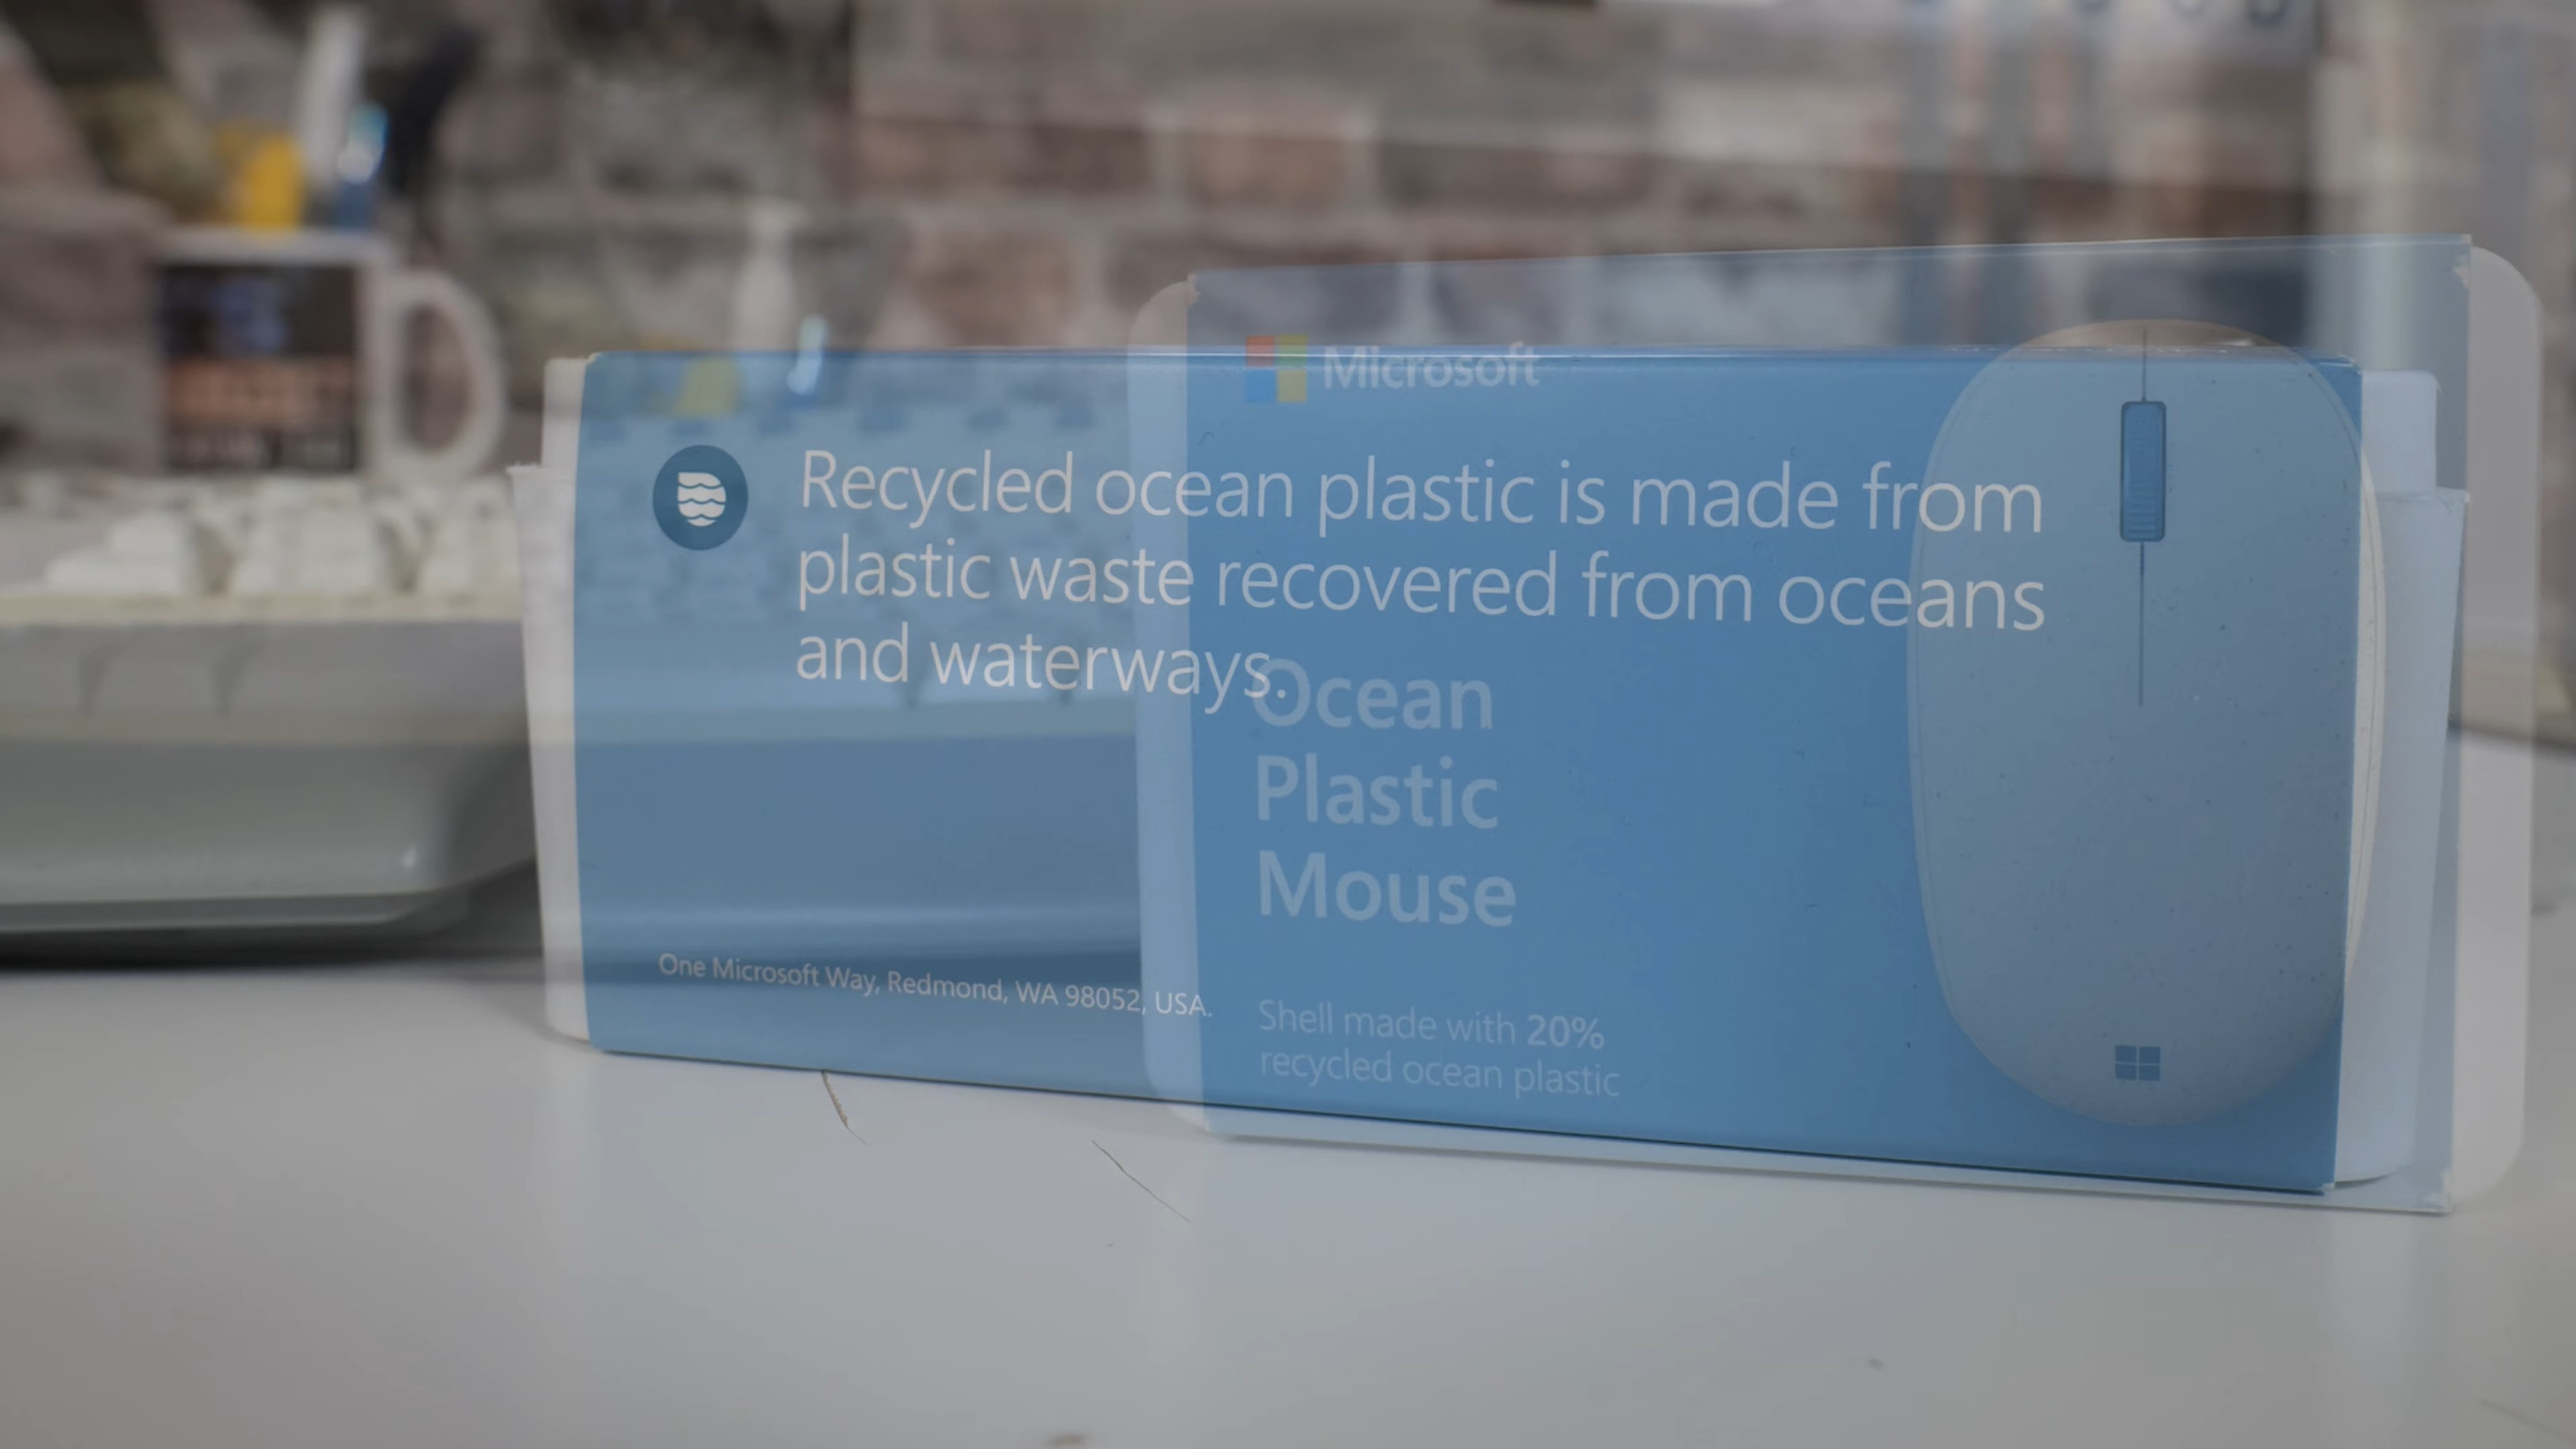 Microsoft
Recycled ocean plastic is made from
plastic waste recovered from oceans
and waterways.
Ocean
Plastic
Mouse
One Microsoft Way, Redmond, WA 98052, USA.
Shell made with 20%
recycled ocean plastic